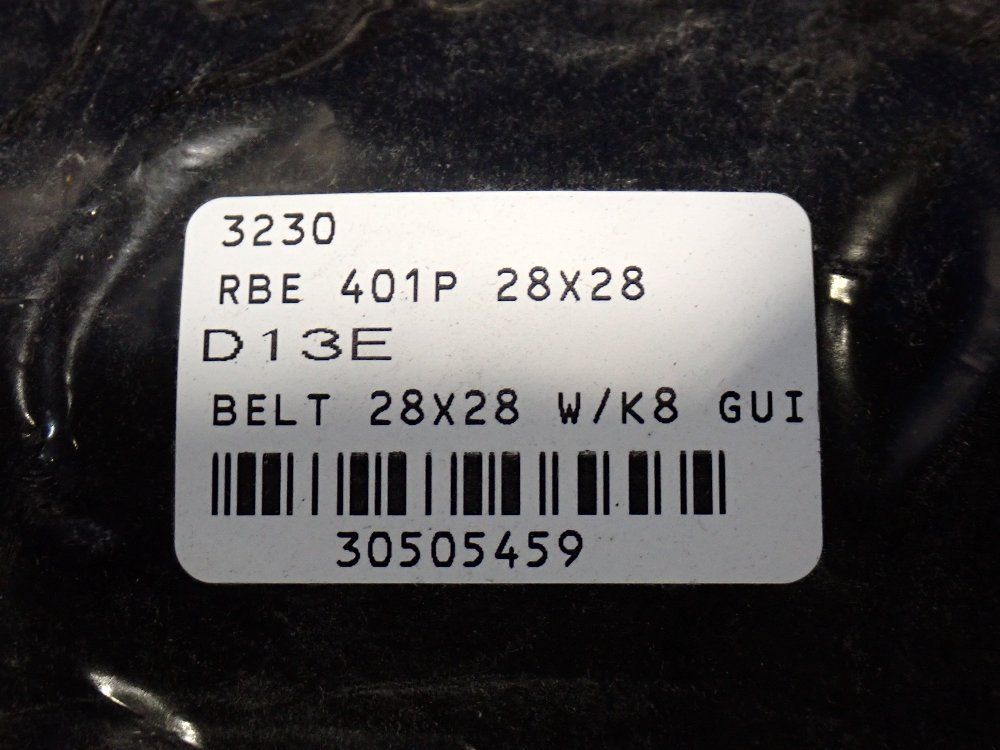 3230
RBE 401P 28X28
D13E
BELT 28X28 W/K8 GUI
30505459